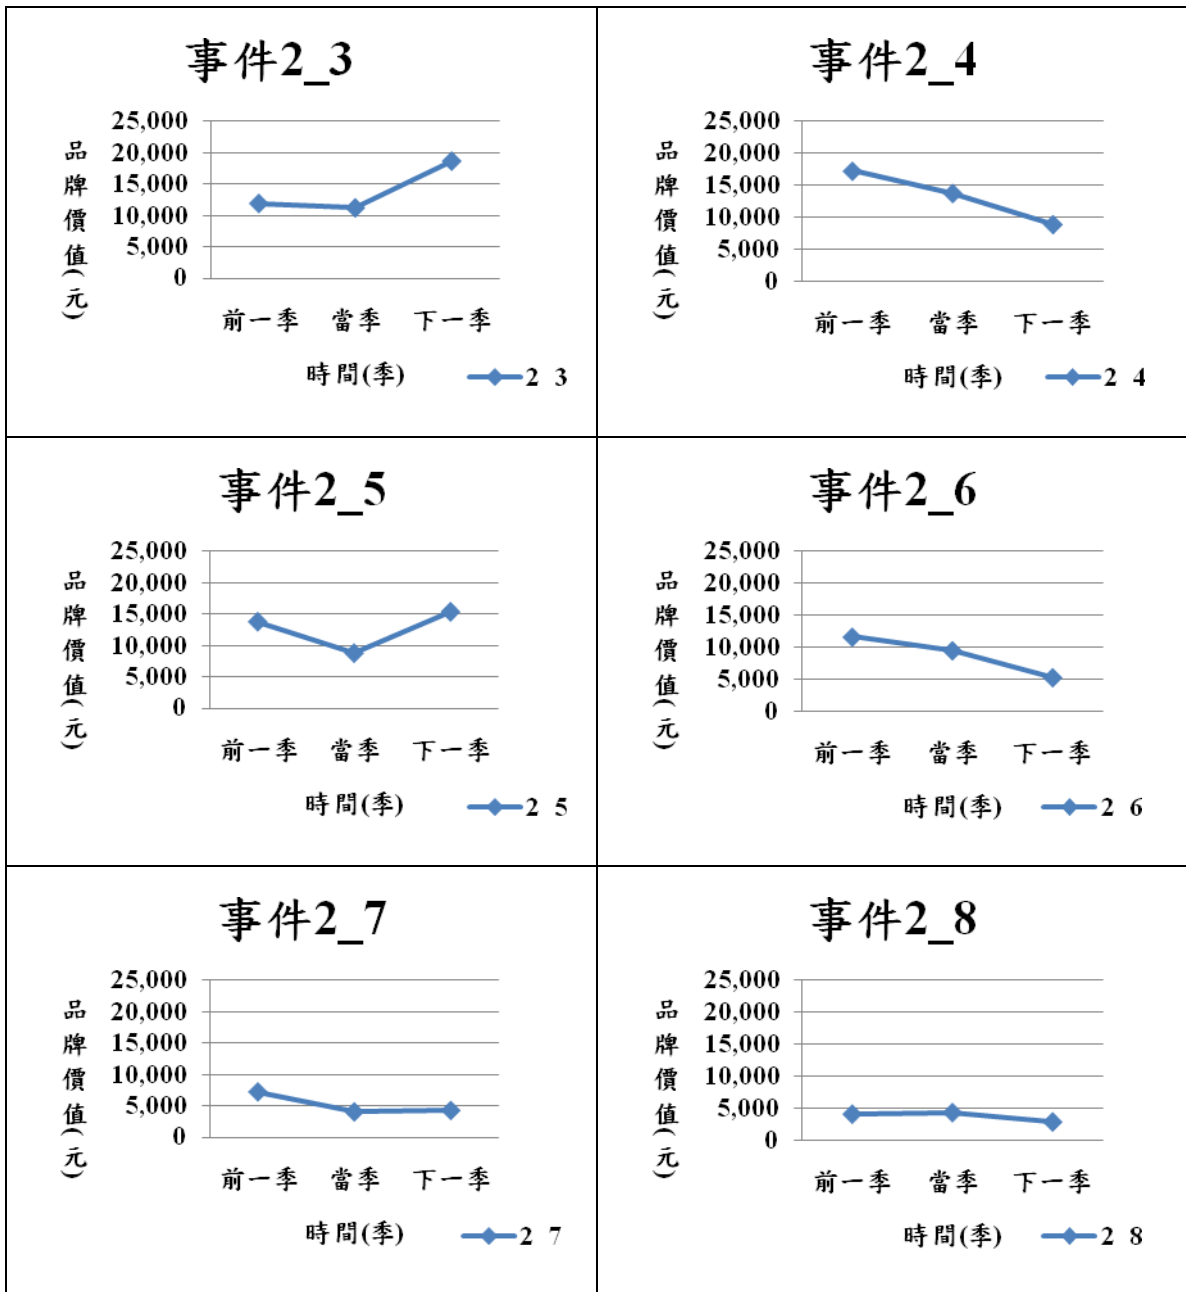 事件2_3
25,000
20,000
15,000
10,000
5,000
0
品牌價值(元)
前一季 當季 下一季
時間(季)
2 3
事件2_4
25,000
20,000
15,000
10,000
5,000
0
品牌價值(元)
前一季 當季 下一季
時間(季)
2 4
事件2_5
25,000
20,000
15,000
10,000
5,000
0
品牌價值(元)
前一季 當季 下一季
時間(季)
2 5
事件2_6
25,000
20,000
15,000
10,000
5,000
0
品牌價值(元)
前一季 當季 下一季
時間(季)
2 6
事件2_7
25,000
20,000
15,000
10,000
5,000
0
品牌價值(元)
前一季 當季 下一季
時間(季)
2 7
事件2_8
25,000
20,000
15,000
10,000
5,000
0
品牌價值(元)
前一季 當季 下一季
時間(季)
2 8